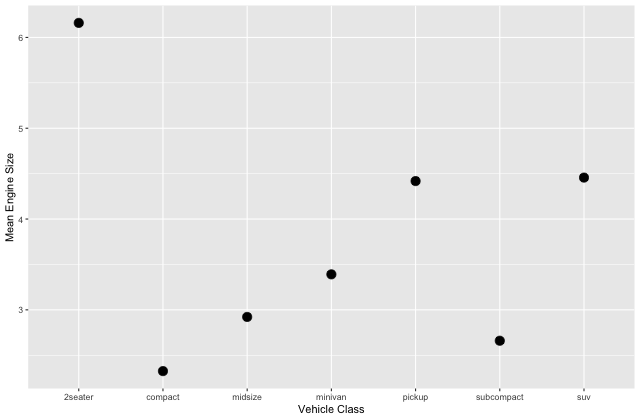 Mean Engine Size
6
5
4
3
2seater compact midsize minivan pickup subcompact suv
Vehicle Class